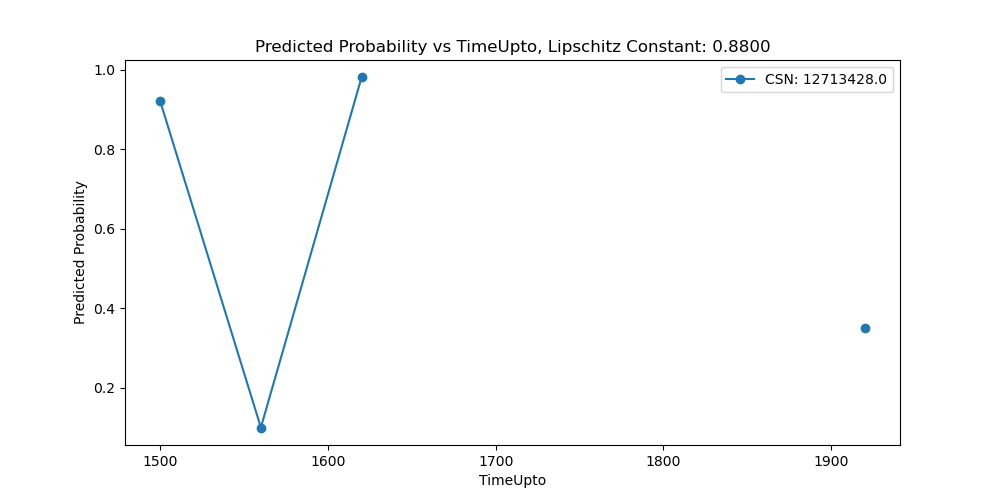 Predicted Probability vs TimeUpto, Lipschitz Constant: 0.8800
CSN: 12713428.0
1.0
0.8
0.6
0.4
0.2
Predicted Probability
1500
1600
1700
1800
1900
TimeUpto